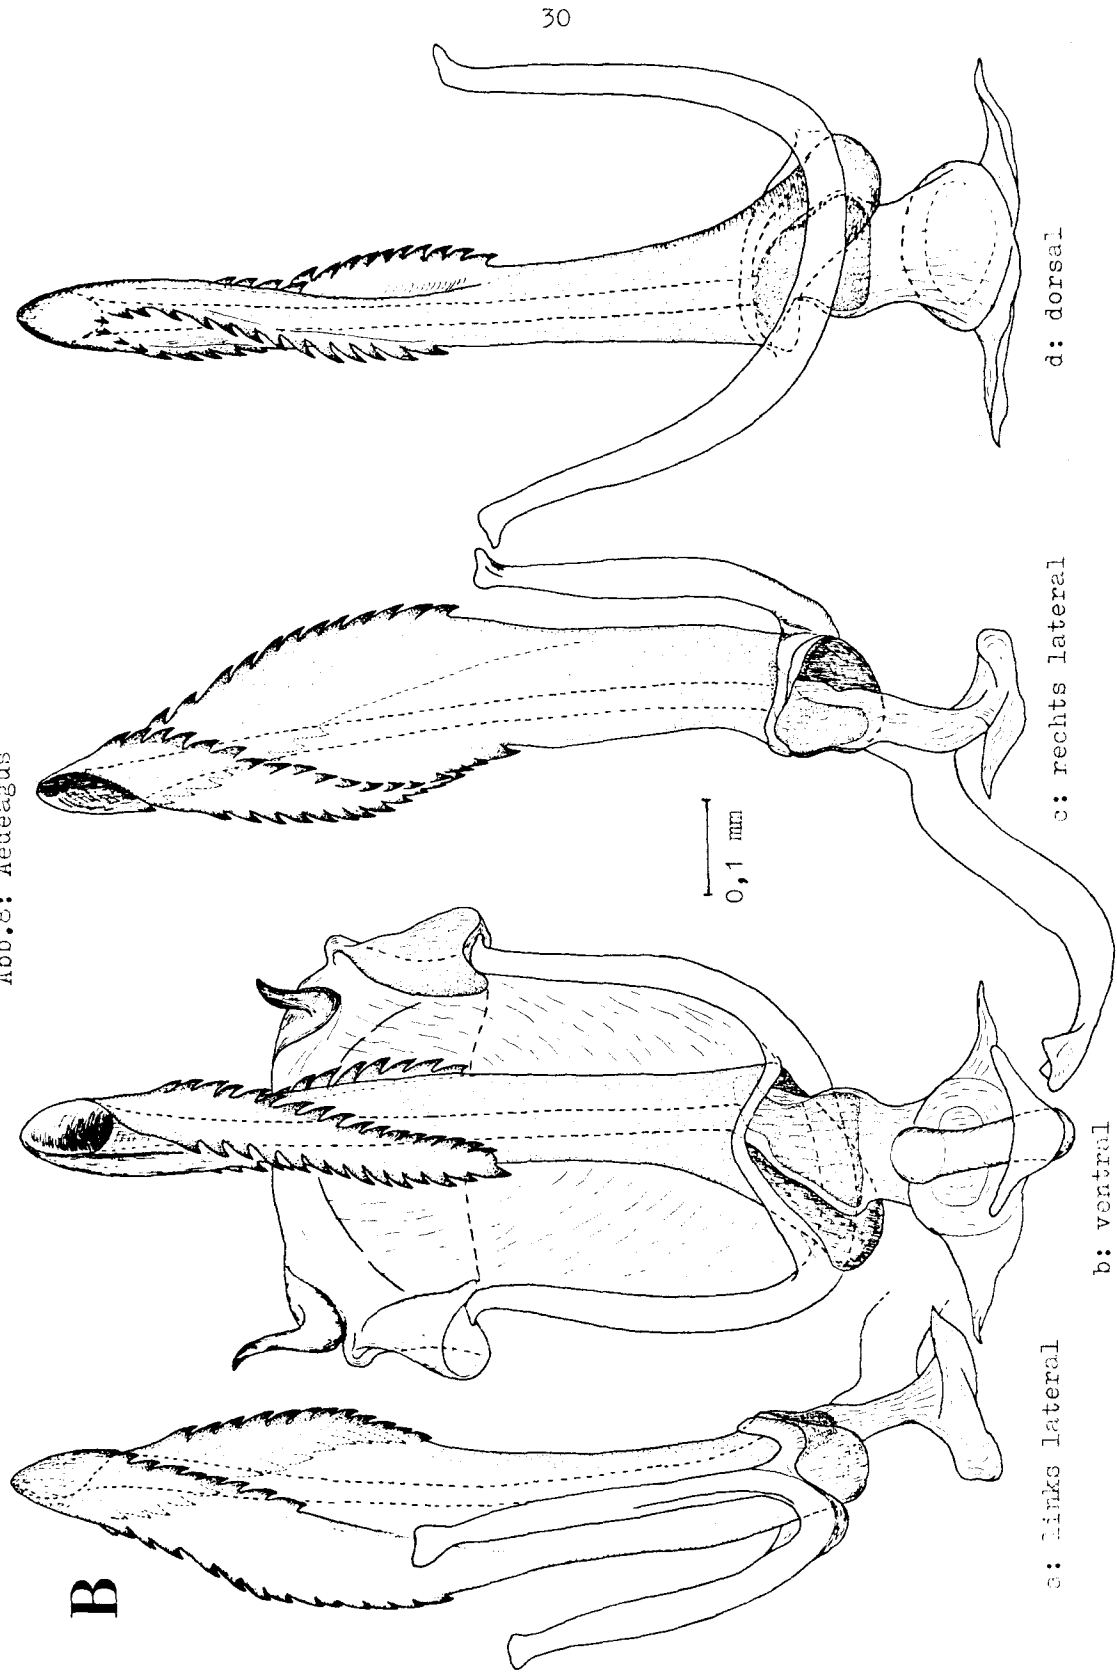 30
Abb.8: Aedeagus
B
a: links lateral
b: ventral
c: rechts lateral
d: dorsal
0,1 mm